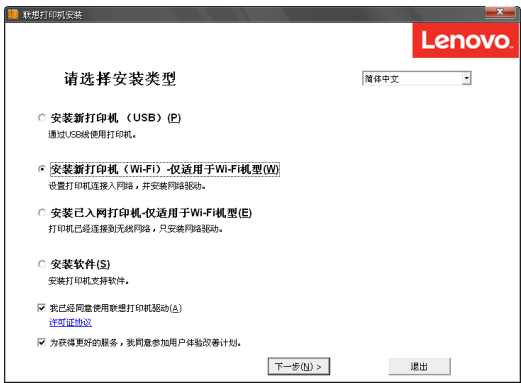 联想打印机安装
Lenovo
请选择安装类型
简体中文
安装新打印机 （USB）(P)
通过USB线使用打印机。
安装新打印机（Wi-Fi）-仅适用于Wi-Fi机型(W)
设置打印机连接入网络，并安装网络驱动。
安装已入网打印机-仅适用于Wi-Fi机型(E)
打印机已经连接到无线网络，只安装网络驱动。
安装软件(S)
安装打印机支持软件。
我已经同意使用联想打印机驱动(A)
许可证协议
为获得更好的服务，我同意参加用户体验改善计划。
下一步(N) >
退出